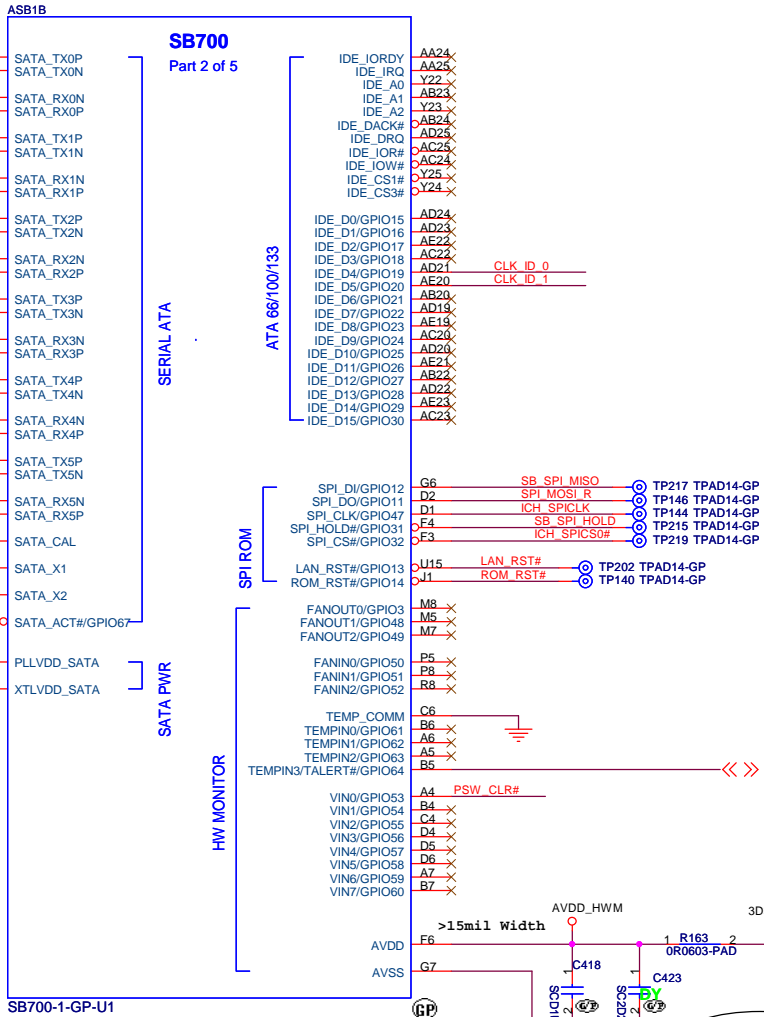 ASB1B
SB700
Part 2 of 5
SATA_TX0P
SATA_TX0N
SATA_RX0N
SATA_RX0P
SATA_TX1P
SATA_TX1N
SATA_RX1N
SATA_RX1P
SATA_TX2P
SATA_TX2N
SATA_RX2N
SATA_RX2P
SATA_TX3P
SATA_TX3N
SATA_RX3N
SATA_RX3P
SATA_TX4P
SATA_TX4N
SATA_RX4N
SATA_RX4P
SATA_TX5P
SATA_TX5N
SATA_RX5N
SATA_RX5P
SATA_CAL
SATA_X1
SATA_X2
SATA_ACT#/GPIO67
PLLVDD_SATA
XTLVDD_SATA
SERIAL ATA
SATA PWR
ATA 66/100/133
SPI ROM
HW MONITOR
IDE_IORDY AA24
IDE_IRQ AA25
IDE_A0 Y22
IDE_A1 AB23
IDE_A2 Y23
IDE_DACK# AB24
IDE_DRQ AD25
IDE_IOR# AC25
IDE_IOW# AC24
IDE_CS1# Y25
IDE_CS3# Y24
IDE_D0/GPIO15 AD24
IDE_D1/GPIO16 AD23
IDE_D2/GPIO17 AE22
IDE_D3/GPIO18 AC22
IDE_D4/GPIO19 AD21 CLK_ID_0
IDE_D5/GPIO20 AE20 CLK_ID_1
IDE_D6/GPIO21 AB20
IDE_D7/GPIO22 AD19
IDE_D8/GPIO23 AE19
IDE_D9/GPIO24 AC20
IDE_D10/GPIO25 AD20
IDE_D11/GPIO26 AE21
IDE_D12/GPIO27 AB22
IDE_D13/GPIO28 AD22
IDE_D14/GPIO29 AE23
IDE_D15/GPIO30 AC23
SPI_DI/GPIO12 G6 SB_SPI_MISO TP217 TPAD14-GP
SPI_DO/GPIO11 D2 SPI_MOSI_R TP146 TPAD14-GP
SPI_CLK/GPIO47 D1 ICH_SPICLK TP144 TPAD14-GP
SPI_HOLD#/GPIO31 F4 SB_SPI_HOLD TP215 TPAD14-GP
SPI_CS#/GPIO32 F3 ICH_SPICS0# TP219 TPAD14-GP
LAN_RST#/GPIO13 U15 LAN_RST# TP202 TPAD14-GP
ROM_RST#/GPIO14 J1 ROM_RST# TP140 TPAD14-GP
FANOUT0/GPIO3 M8
FANOUT1/GPIO48 M5
FANOUT2/GPIO49 M7
FANIN0/GPIO50 P5
FANIN1/GPIO51 P8
FANIN2/GPIO52 R8
TEMP_COMM C6
TEMPIN0/GPIO61 B6
TEMPIN1/GPIO62 A6
TEMPIN2/GPIO63 A5
TEMPIN3/TALERT#/GPIO64 B5
VIN0/GPIO53 A4 PSW_CLR#
VIN1/GPIO54 B4
VIN2/GPIO55 C4
VIN3/GPIO56 D4
VIN4/GPIO57 D5
VIN5/GPIO58 D6
VIN6/GPIO59 A7
VIN7/GPIO60 B7
AVDD_HWM
3D
>15mil Width
AVDD F6
1 R163 2
0R0603-PAD
AVSS G7
1 C418
1 C423
DY
2 G/P
2 G/P
SB700-1-GP-U1
GP